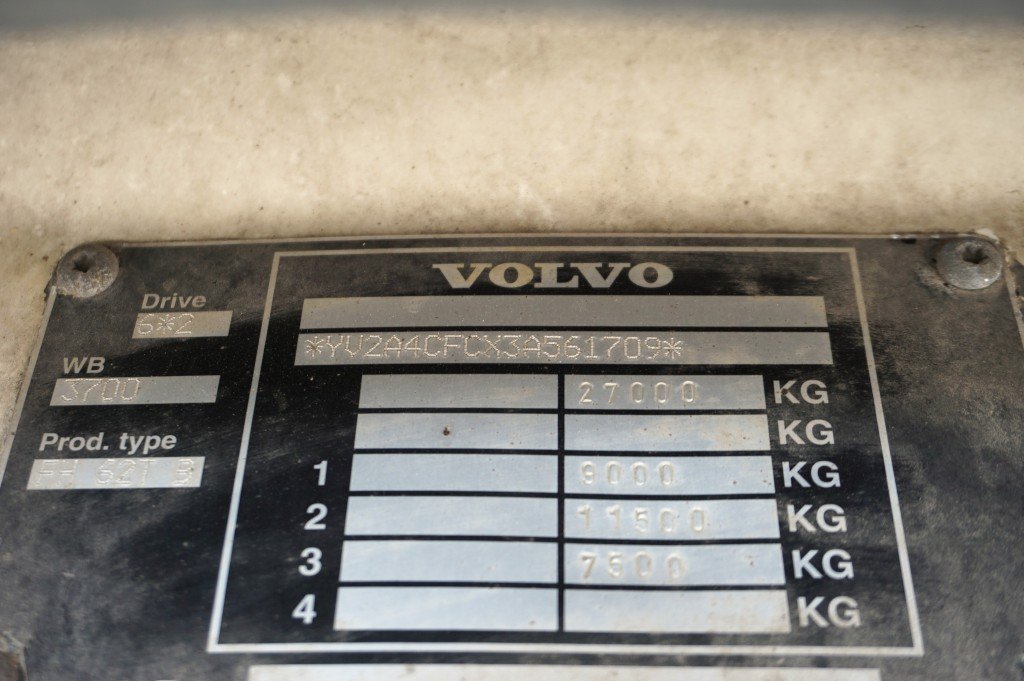 VOLVO
Drive
6*2
*YV2A4CFCX3A561709*
WB
3700
27000 KG
KG
Prod. type
FH 62T B
1 9000 KG
2 11500 KG
3 7500 KG
4 KG